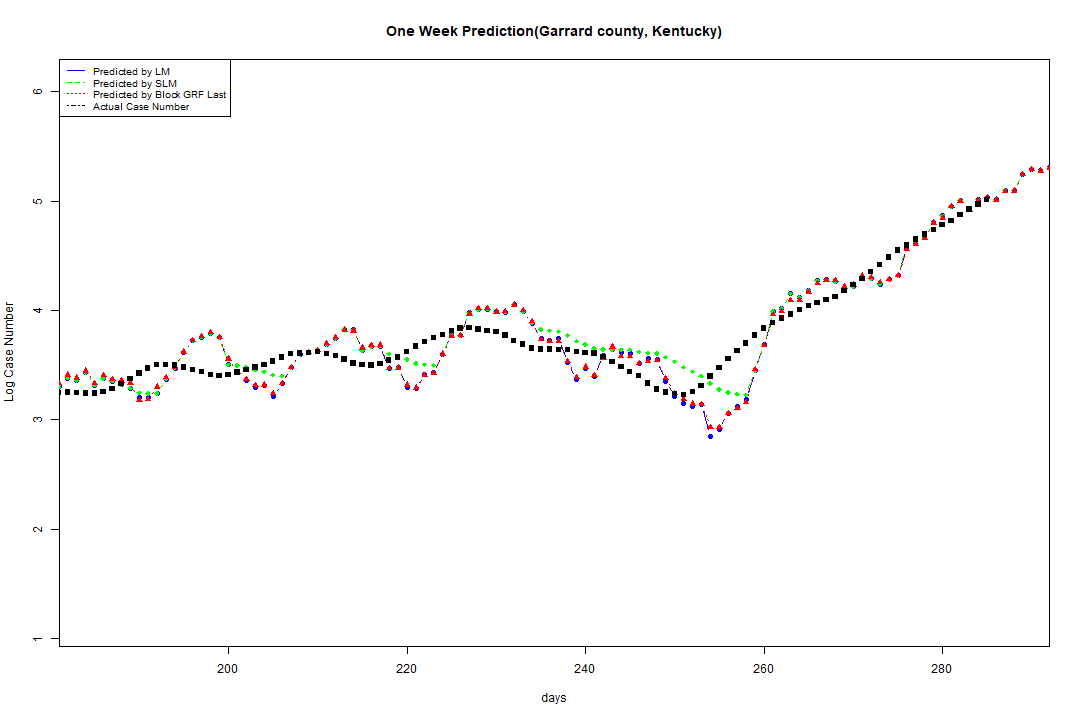 One Week Prediction(Garrard county, Kentucky)
Predicted by LM
Predicted by SLM
Predicted by Block GRF Last
Actual Case Number
6
5
4
3
2
1
Log Case Number
200 220 240 260 280
days